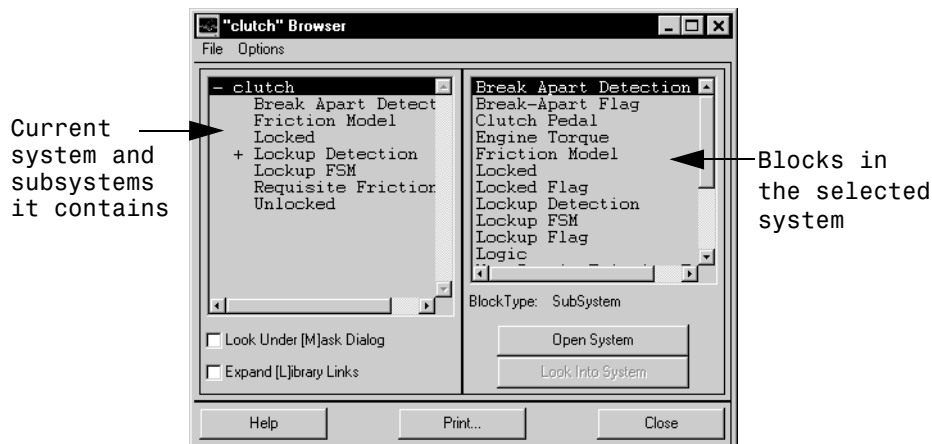 "clutch" Browser
File Options
– clutch
Break Apart Detect
Friction Model
Locked
+ Lockup Detection
Lockup FSM
Requisite Friction
Unlocked
Look Under [M]ask Dialog
Expand [L]ibrary Links
Break Apart Detection
Break-Apart Flag
Clutch Pedal
Engine Torque
Friction Model
Locked
Locked Flag
Lockup Detection
Lockup FSM
Lockup Flag
Logic
BlockType: SubSystem
Open System
Look Into System
Help Print... Close
Current
system and
subsystems
it contains
Blocks in
the selected
system